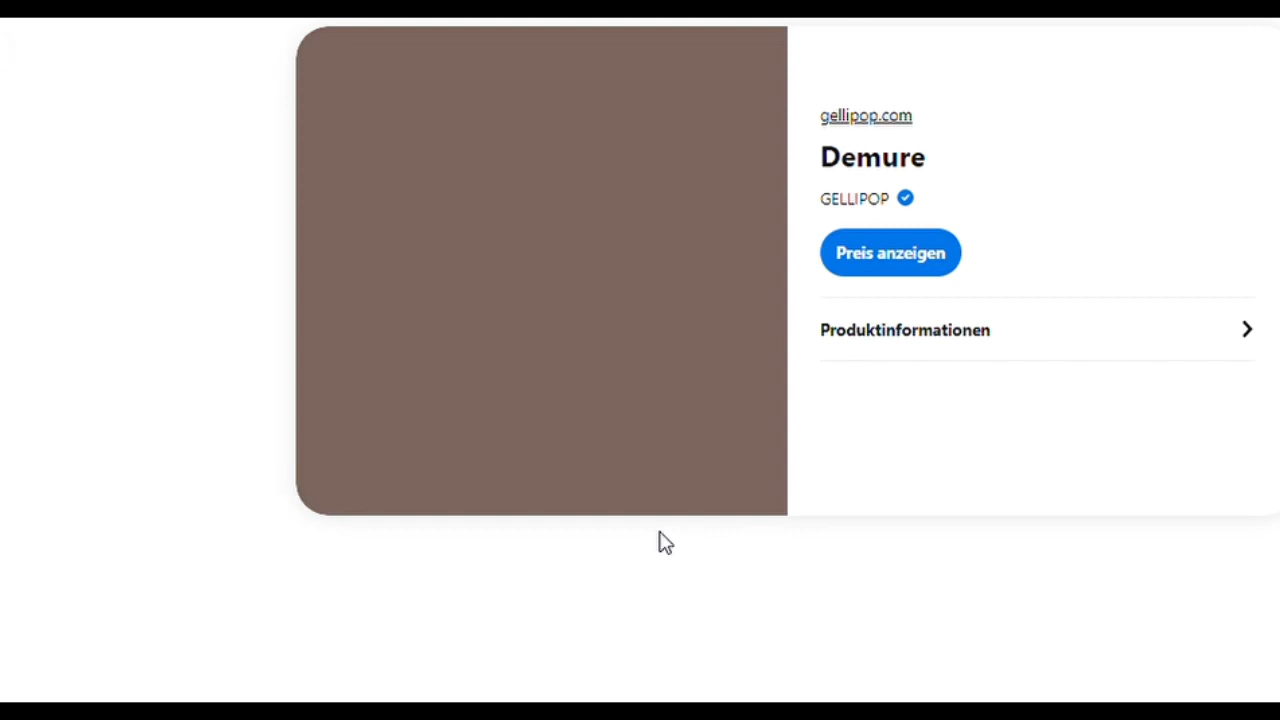 gellipop.com
Demure
GELLIPOP
Preis anzeigen
Produktinformationen